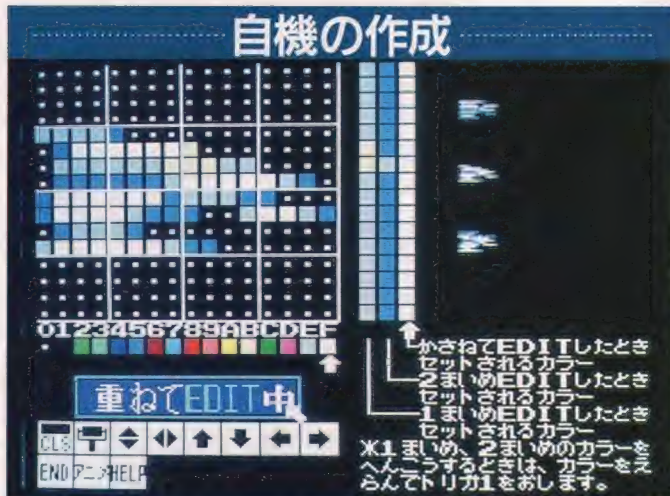 自機の作成
0123456789ABCDEF
かさねてEDITしたとき
セットされるカラー
2まいめEDITしたとき
セットされるカラー
1まいめEDITしたとき
セットされるカラー
※1まいめ、2まいめのカラーを
へんこうするときは、カラーをえ
らんでトリガ1をおします。
重ねてEDIT中
CLS
END アニメ HELP